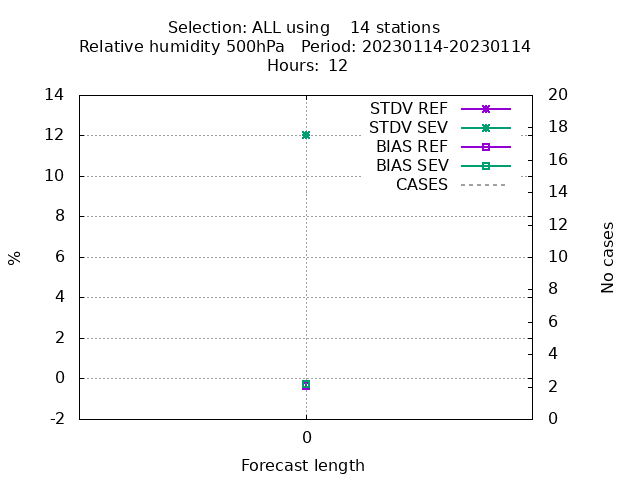 Selection: ALL using    14 stations
Relative humidity 500hPa   Period: 20230114-20230114
Hours:  12
14
12
10
8
6
4
2
0
-2
%
STDV REF
STDV SEV
BIAS REF
BIAS SEV
CASES
20
18
16
14
12
10
8
6
4
2
0
No cases
0
Forecast length